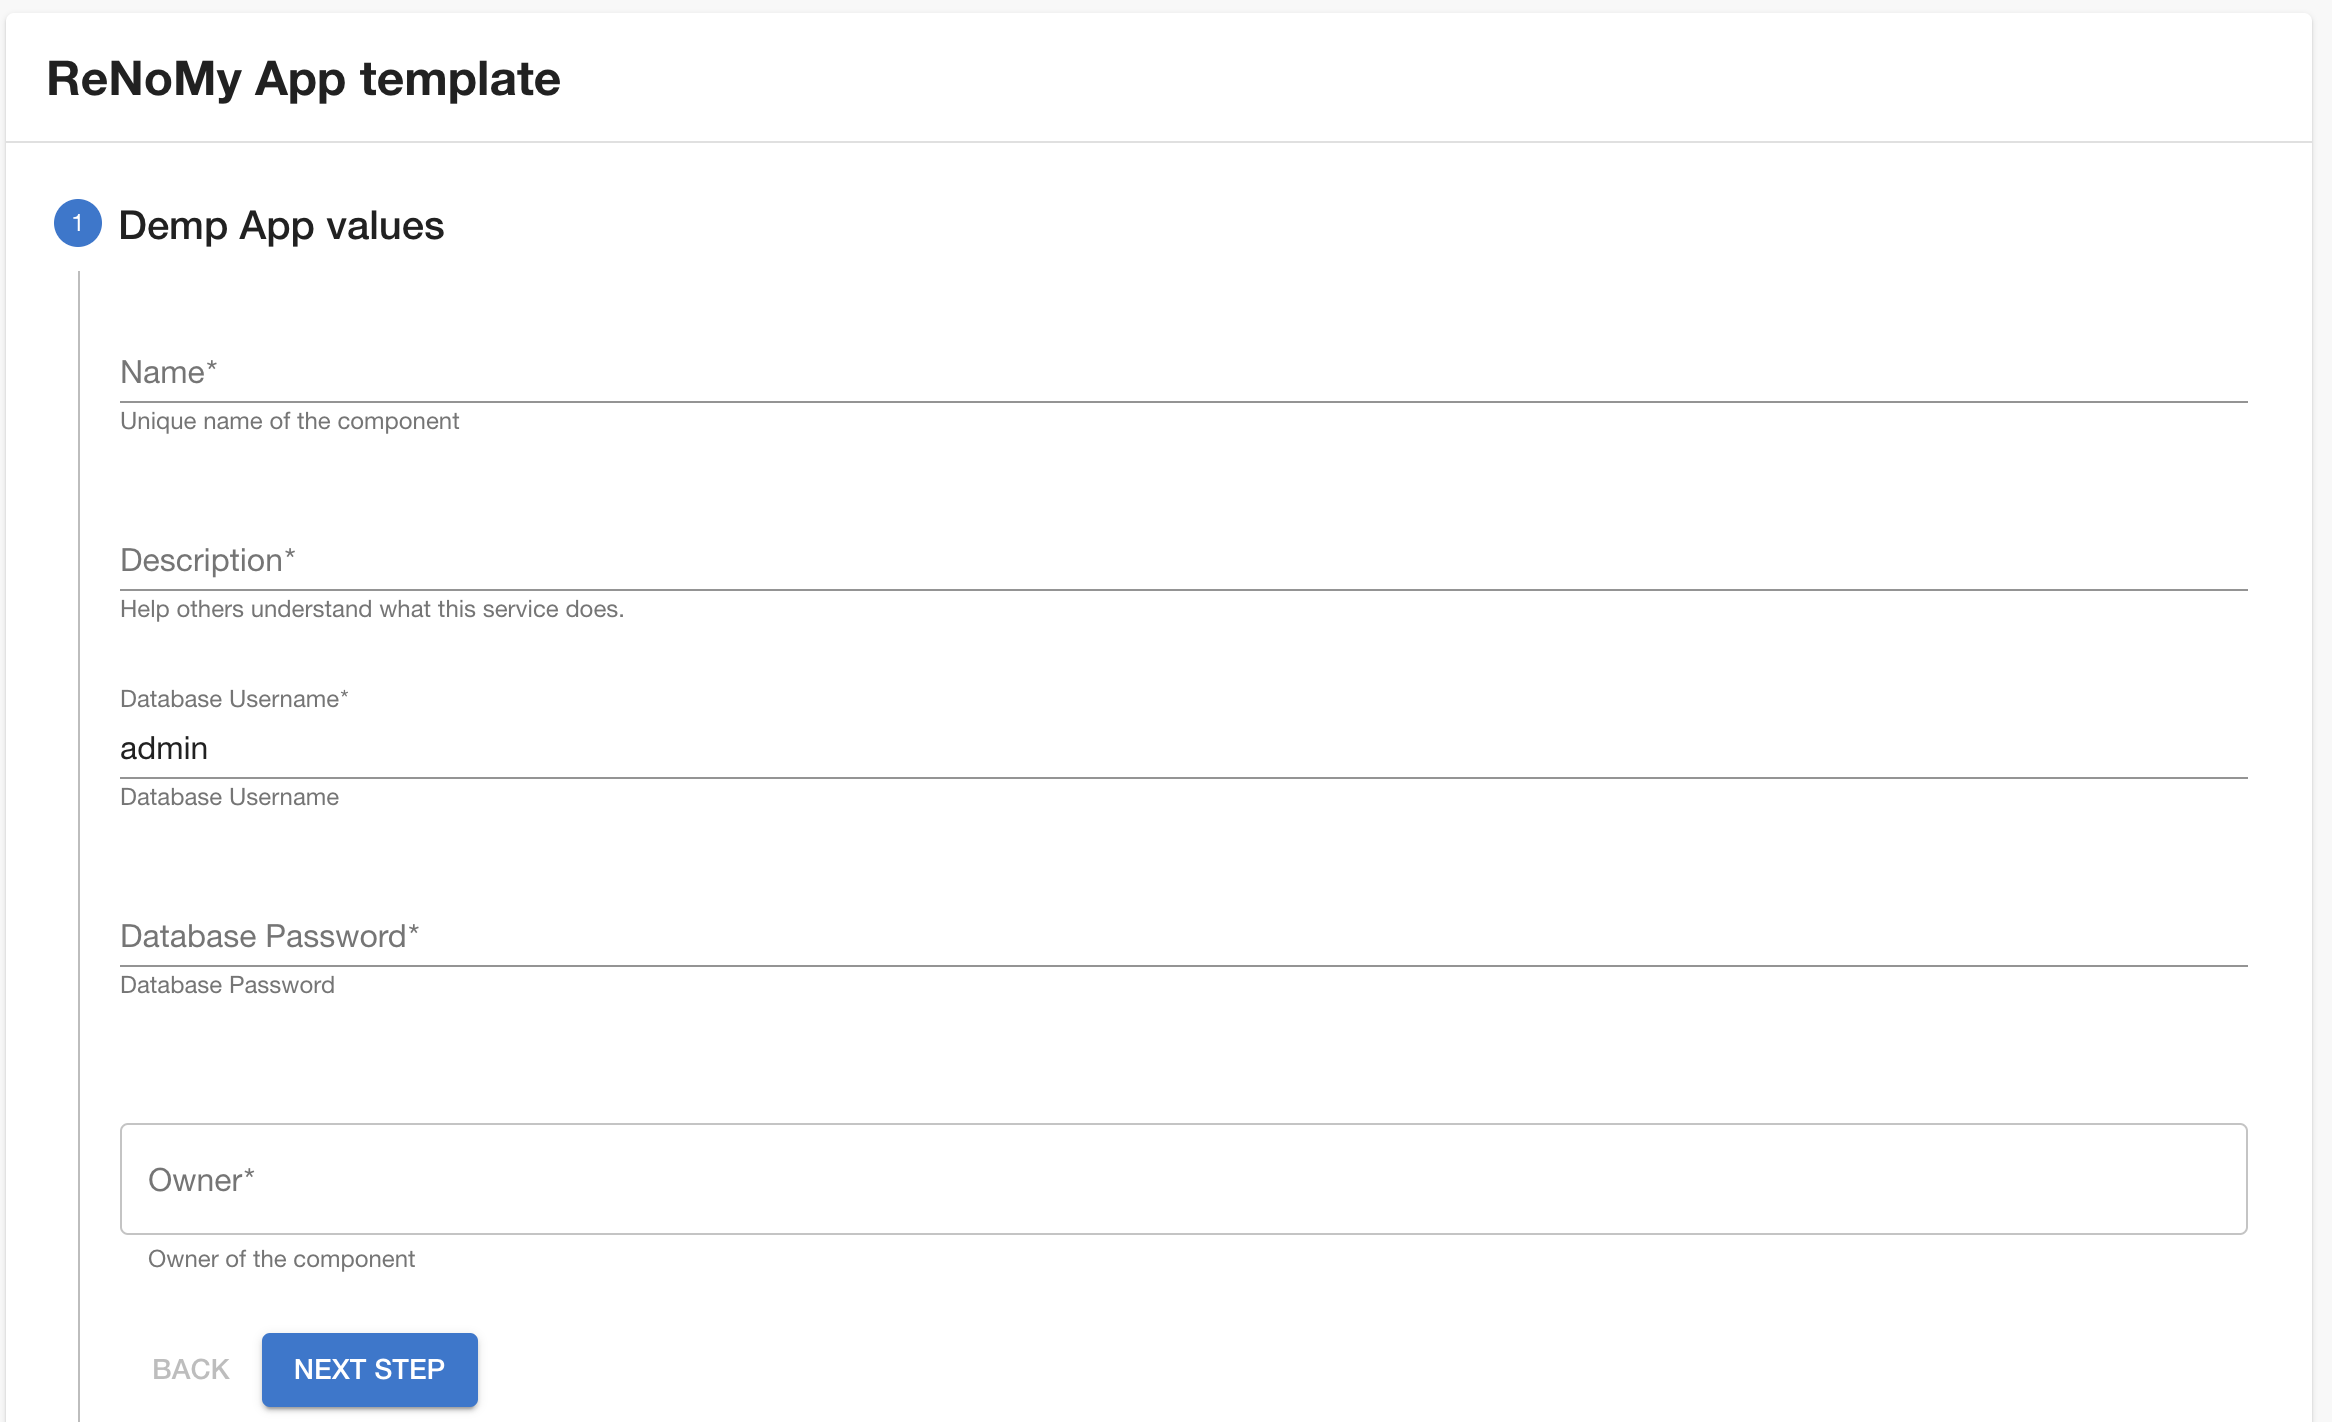 ReNoMy App template
1 Demp App values
Name*
Unique name of the component
Description*
Help others understand what this service does.
Database Username*
admin
Database Username
Database Password*
Database Password
Owner*
Owner of the component
BACK NEXT STEP